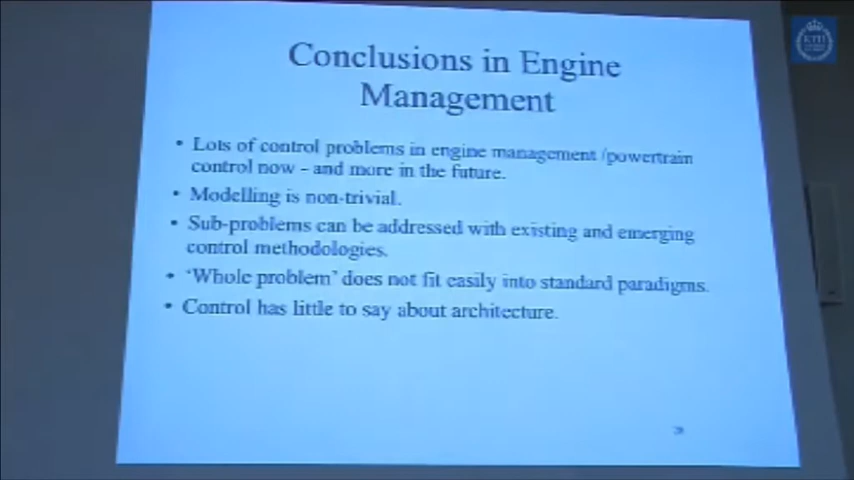 Conclusions in Engine
Management
• Lots of control problems in engine management /powertrain
control now – and more in the future.
• Modelling is non-trivial.
• Sub-problems can be addressed with existing and emerging
control methodologies.
• 'Whole problem' does not fit easily into standard paradigms.
• Control has little to say about architecture.
KTH